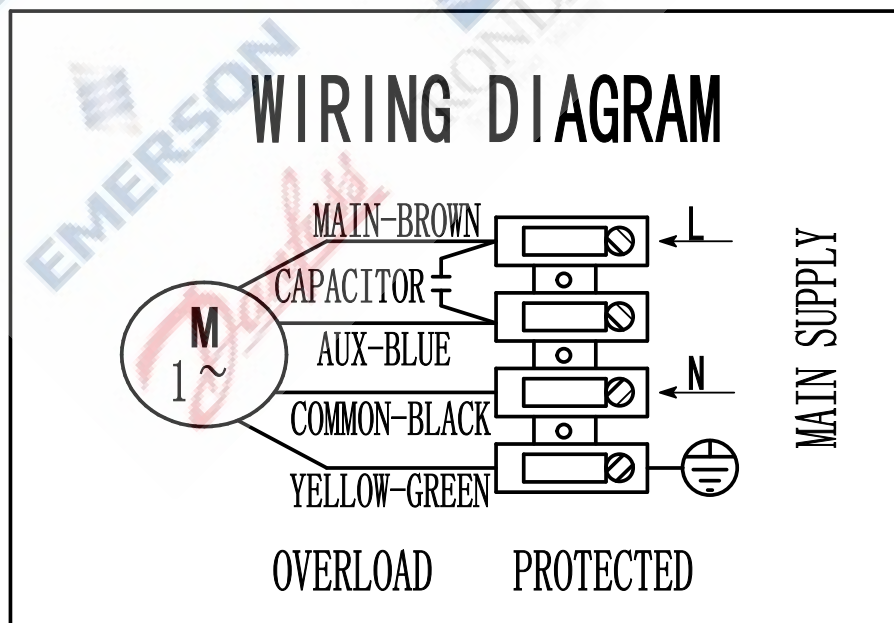 EMERSON
WIRING DIAGRAM
MAIN-BROWN
L
CAPACITOR
M
1~
AUX-BLUE
N
COMMON-BLACK
YELLOW-GREEN
MAIN SUPPLY
OVERLOAD PROTECTED